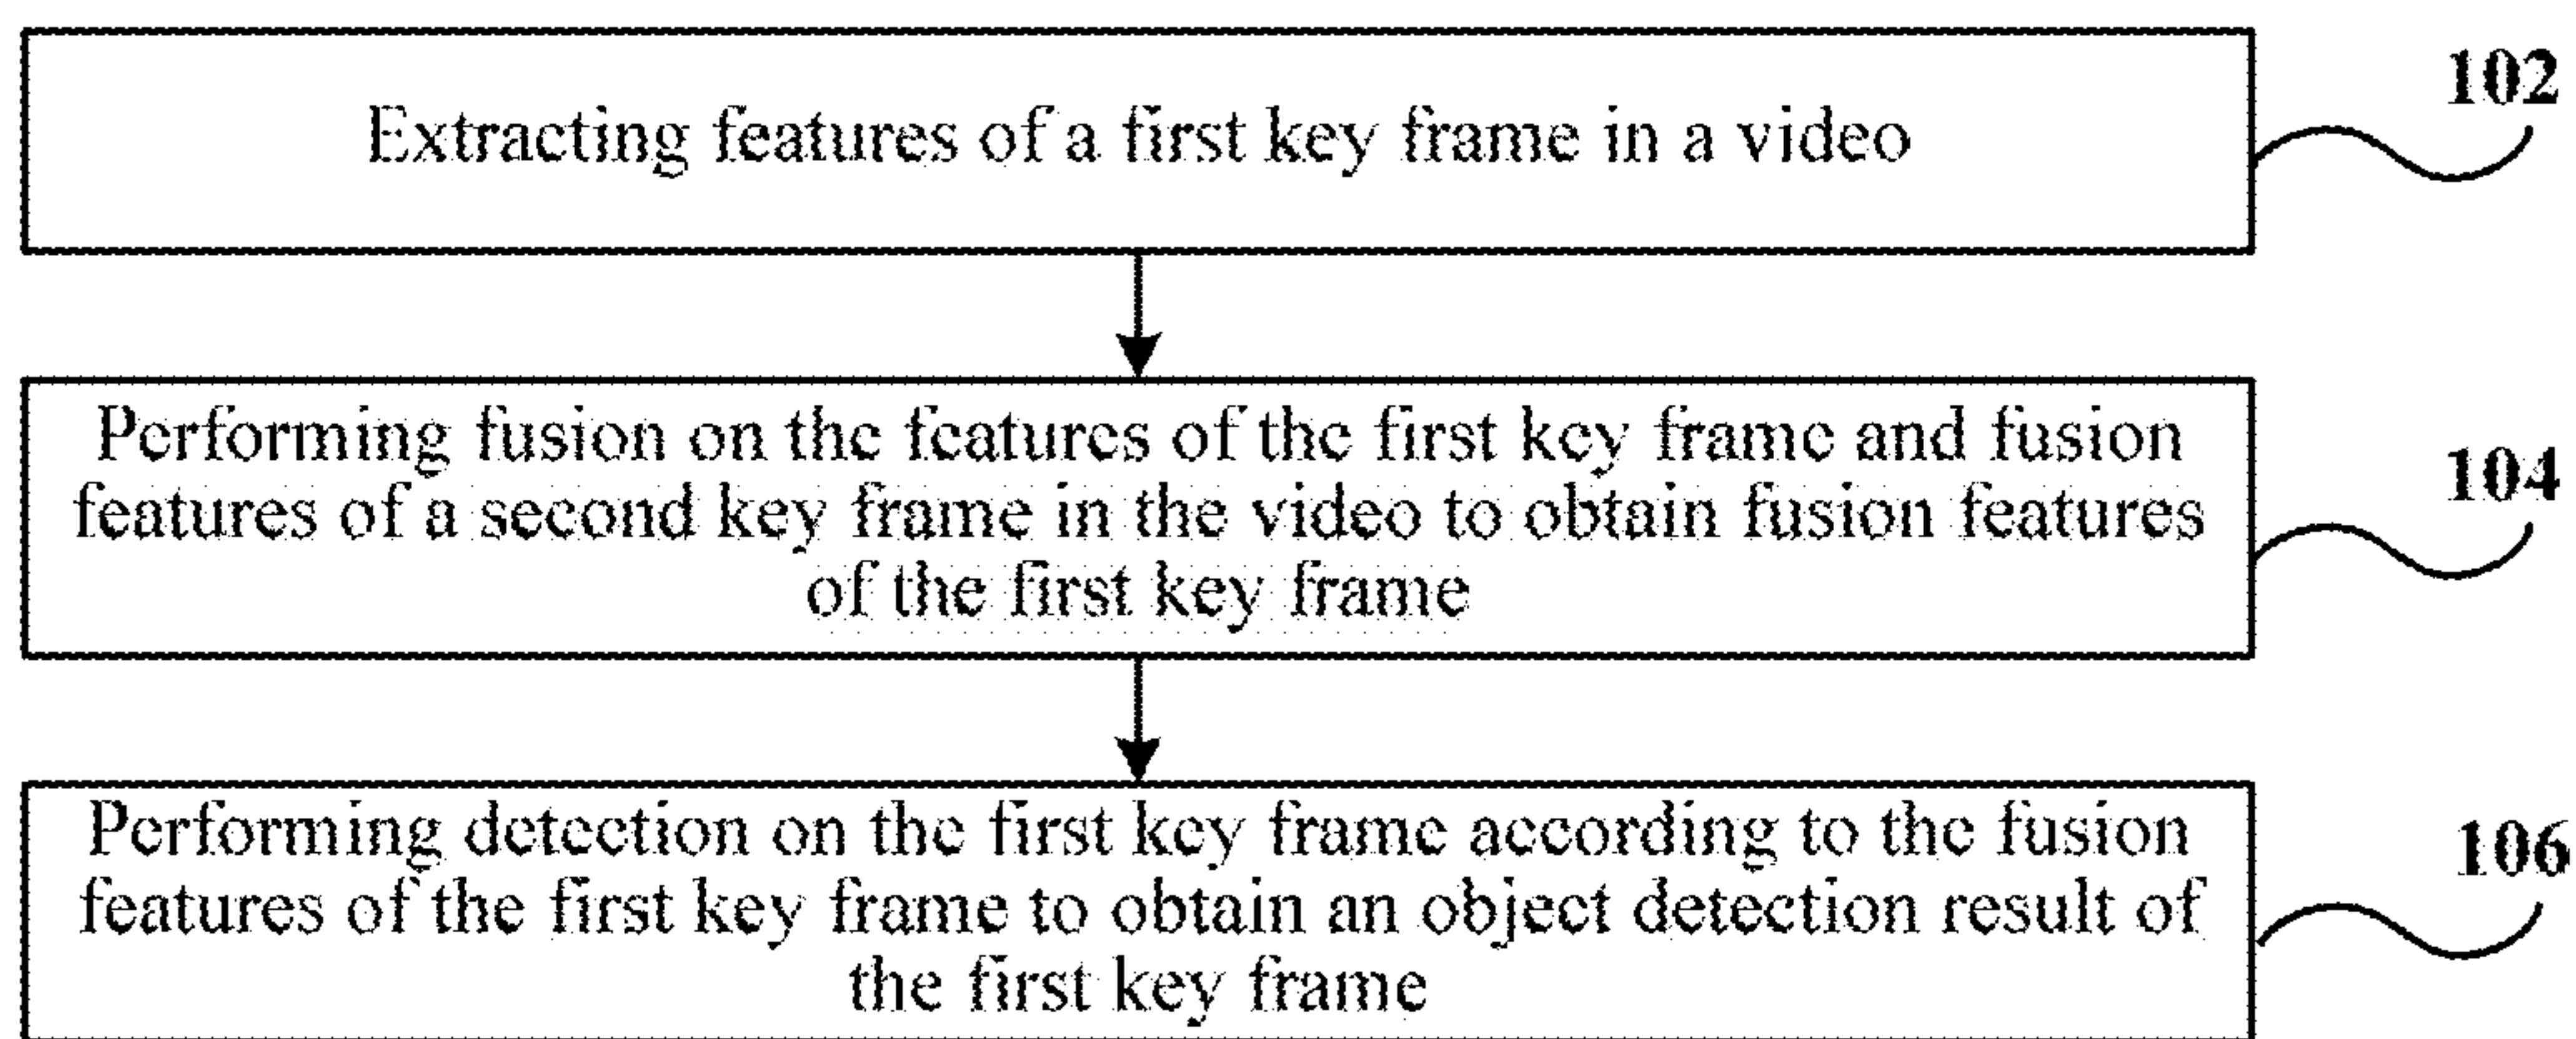 Extracting features of a first key frame in a video
102
Performing fusion on the features of the first key frame and fusion
features of a second key frame in the video to obtain fusion features
of the first key frame
104
Performing detection on the first key frame according to the fusion
features of the first key frame to obtain an object detection result of
the first key frame
106